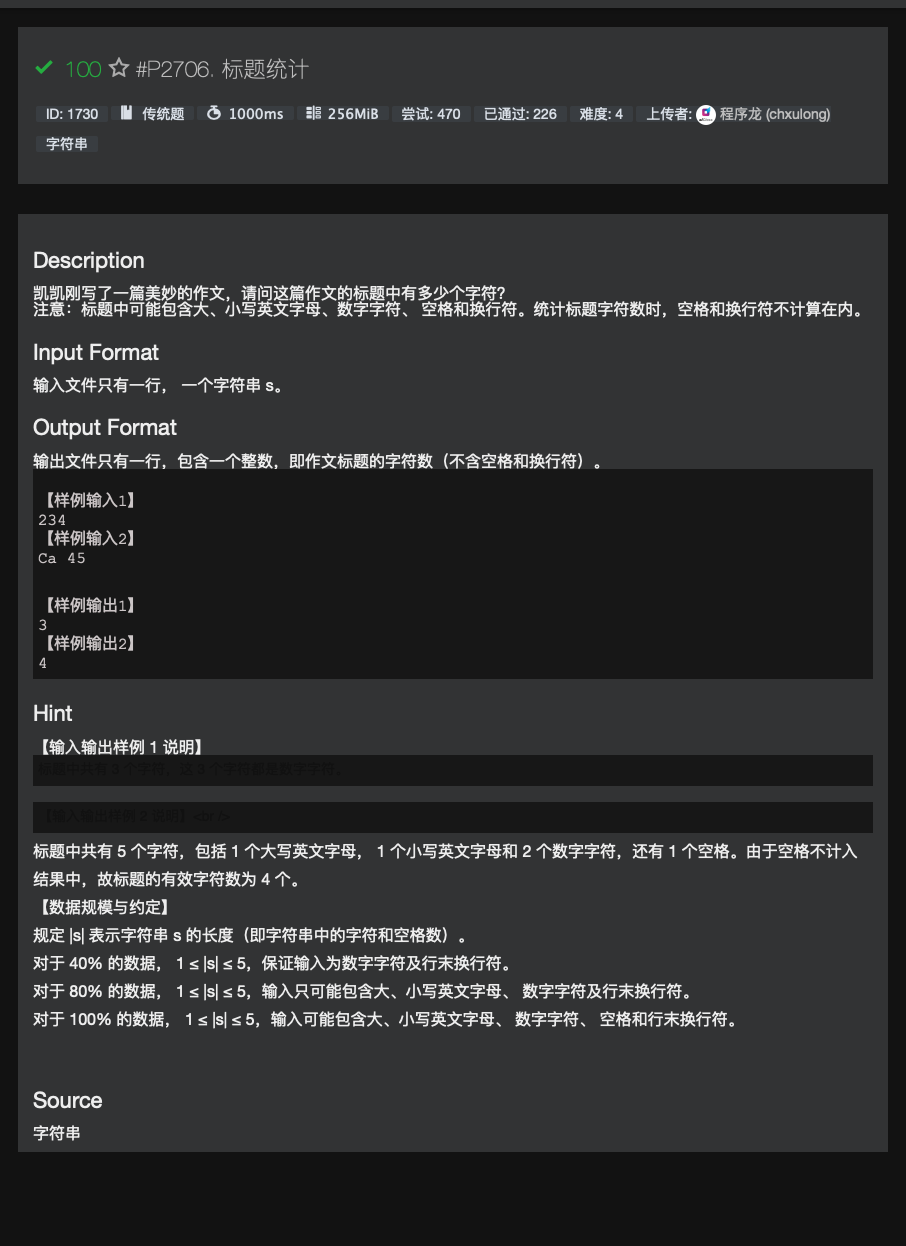 100 #P2706. 标题统计
ID: 1730 传统题 1000ms 256MiB 尝试: 470 已通过: 226 难度: 4 上传者: 程序龙 (chxulong)
字符串
Description
凯凯刚写了一篇美妙的作文，请问这篇作文的标题中有多少个字符？
注意：标题中可能包含大、小写英文字母、数字字符、 空格和换行符。统计标题字符数时，空格和换行符不计算在内。
Input Format
输入文件只有一行， 一个字符串 s。
Output Format
输出文件只有一行，包含一个整数，即作文标题的字符数（不含空格和换行符）。
【样例输入1】
234
【样例输入2】
Ca 45
【样例输出1】
3
【样例输出2】
4
Hint
【输入输出样例 1 说明】
标题中共有 3 个字符，这 3 个字符都是数字字符。
【输入输出样例 2 说明】<br />
标题中共有 5 个字符，包括 1 个大写英文字母， 1 个小写英文字母和 2 个数字字符，还有 1 个空格。由于空格不计入
结果中，故标题的有效字符数为 4 个。
【数据规模与约定】
规定 |s| 表示字符串 s 的长度（即字符串中的字符和空格数）。
对于 40% 的数据， 1 ≤ |s| ≤ 5，保证输入为数字字符及行末换行符。
对于 80% 的数据， 1 ≤ |s| ≤ 5，输入只可能包含大、小写英文字母、 数字字符及行末换行符。
对于 100% 的数据， 1 ≤ |s| ≤ 5，输入可能包含大、小写英文字母、 数字字符、 空格和行末换行符。
Source
字符串